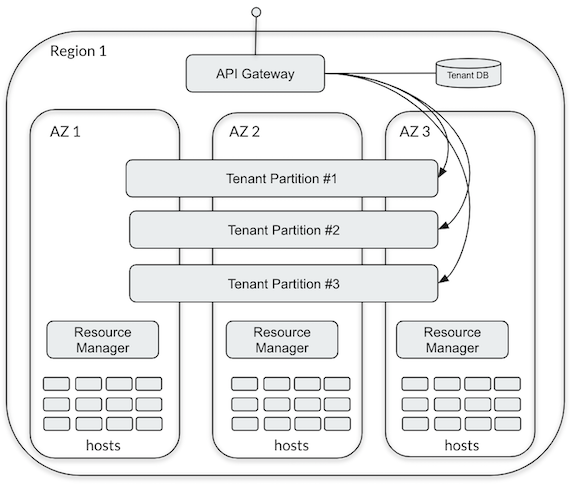 Region 1
API Gateway
Tenant DB
AZ 1
AZ 2
AZ 3
Tenant Partition #1
Tenant Partition #2
Tenant Partition #3
Resource
Manager
Resource
Manager
Resource
Manager
hosts
hosts
hosts